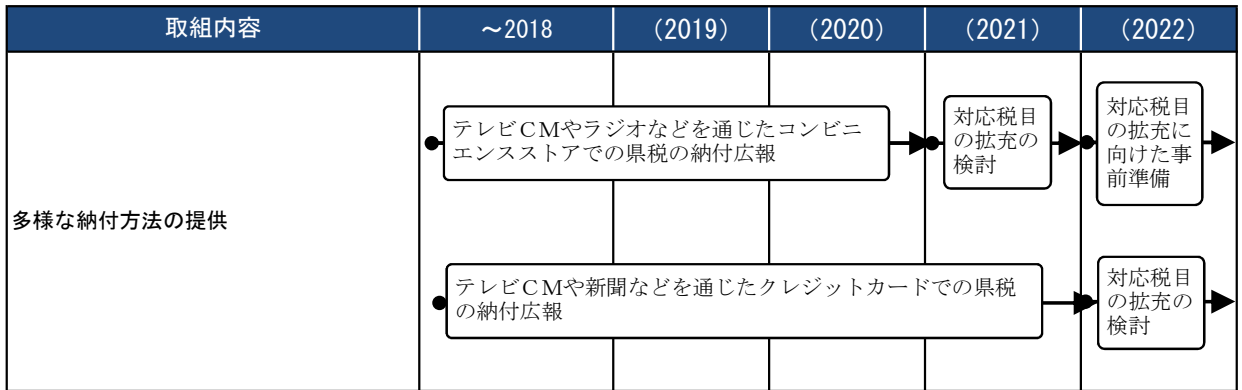 取組内容
～2018
（2019）
（2020）
（2021）
（2022）
多様な納付方法の提供
テレビＣＭやラジオなどを通じたコンビニ
エンスストアでの県税の納付広報
対応税目
の拡充の
検討
対応税目
の拡充に
向けた事
前準備
テレビＣＭや新聞などを通じたクレジットカードでの県税
の納付広報
対応税目
の拡充の
検討